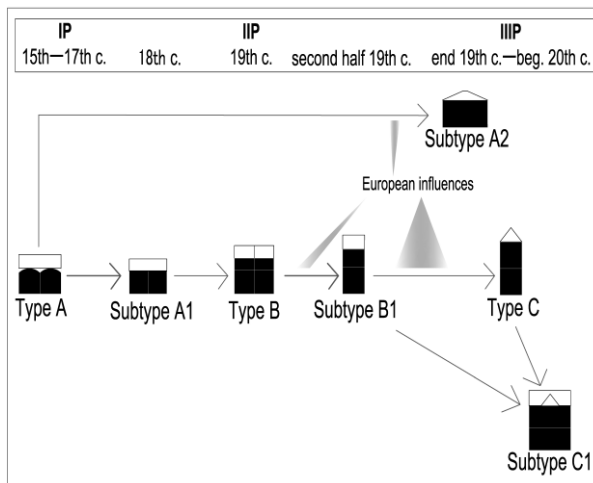 IP IIP IIIP
15th—17th c. 18th c. 19th c. second half 19th c. end 19th c.—beg. 20th c.
Subtype A2
European influences
Type A Subtype A1 Type B Subtype B1 Type C
Subtype C1